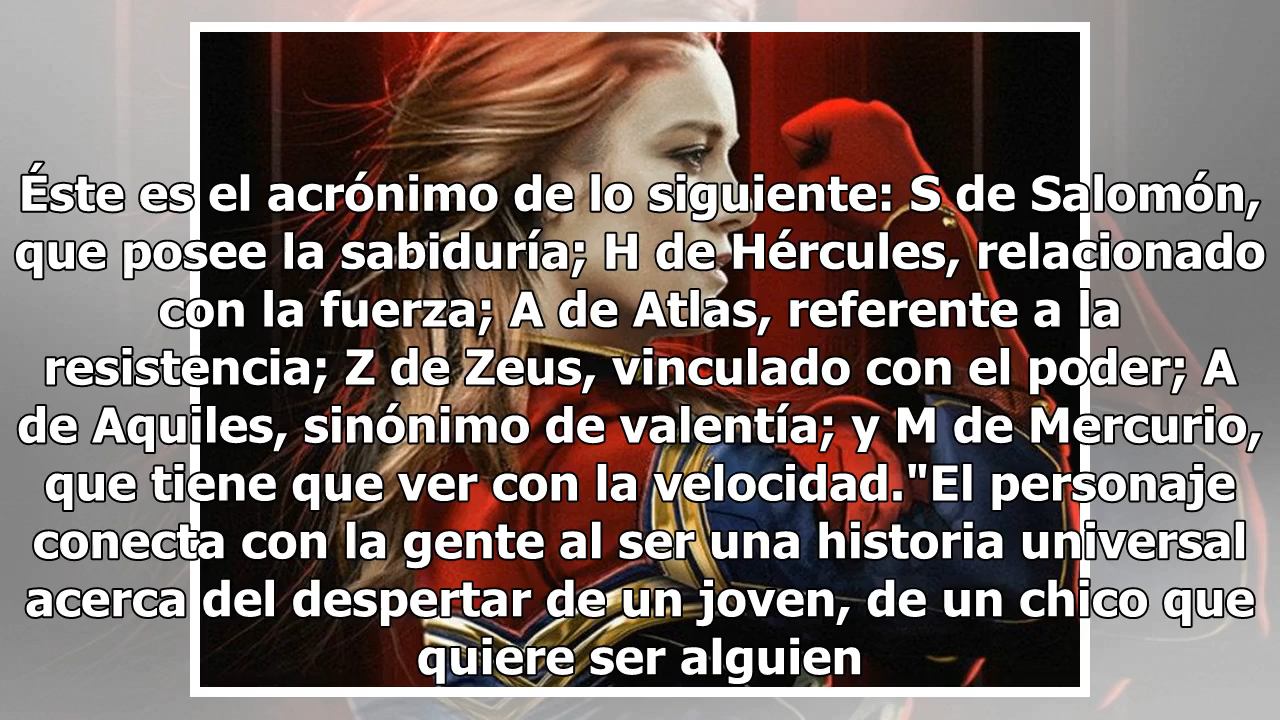 Éste es el acrónimo de lo siguiente: S de Salomón,
que posee la sabiduría; H de Hércules, relacionado
con la fuerza; A de Atlas, referente a la
resistencia; Z de Zeus, vinculado con el poder; A
de Aquiles, sinónimo de valentía; y M de Mercurio,
que tiene que ver con la velocidad."El personaje
conecta con la gente al ser una historia universal
acerca del despertar de un joven, de un chico que
quiere ser alguien